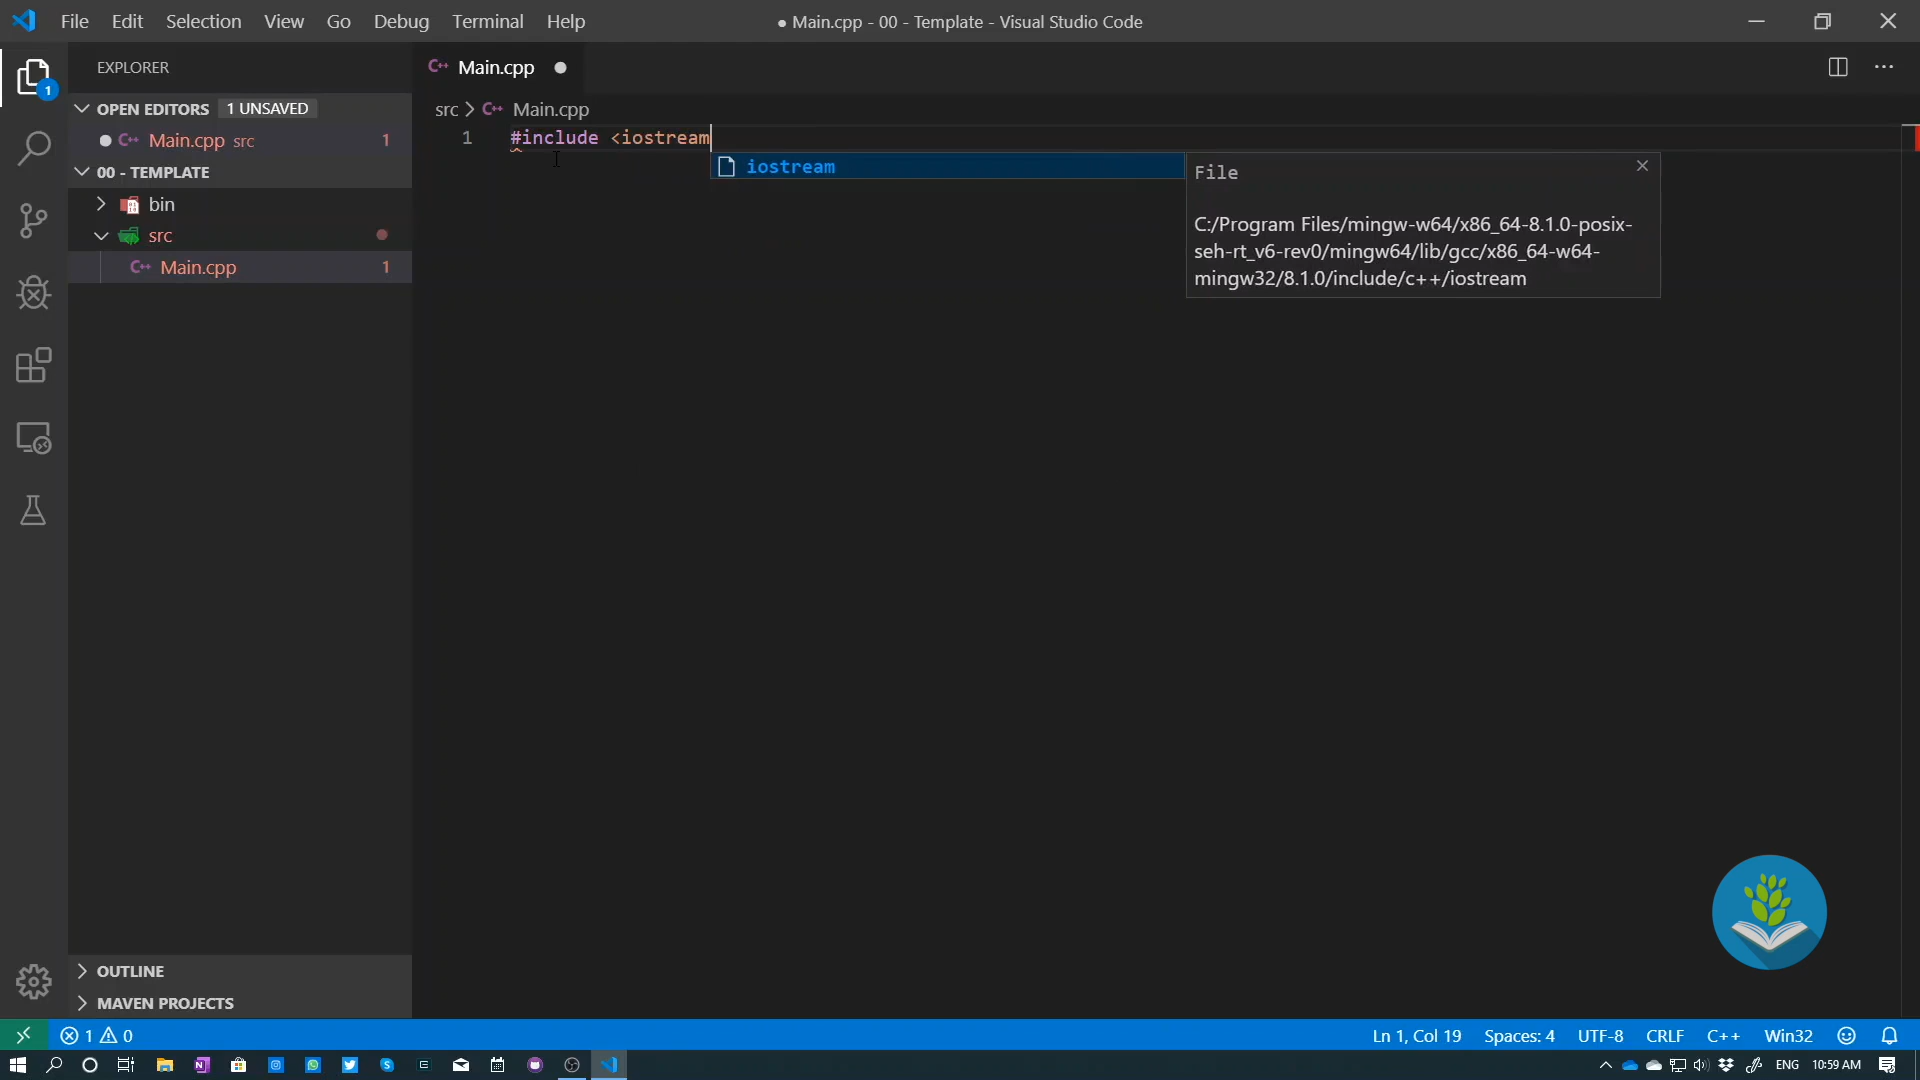 File Edit Selection View Go Debug Terminal Help
● Main.cpp - 00 - Template - Visual Studio Code
EXPLORER
1
OPEN EDITORS 1 UNSAVED
Main.cpp src 1
00 - TEMPLATE
bin
src
Main.cpp 1
OUTLINE
MAVEN PROJECTS
Main.cpp
src > Main.cpp
1 #include <iostream
iostream
File
C:/Program Files/mingw-w64/x86_64-8.1.0-posix-
seh-rt_v6-rev0/mingw64/lib/gcc/x86_64-w64-
mingw32/8.1.0/include/c++/iostream
1 0
Ln 1, Col 19 Spaces: 4 UTF-8 CRLF C++ Win32
ENG 10:59 AM